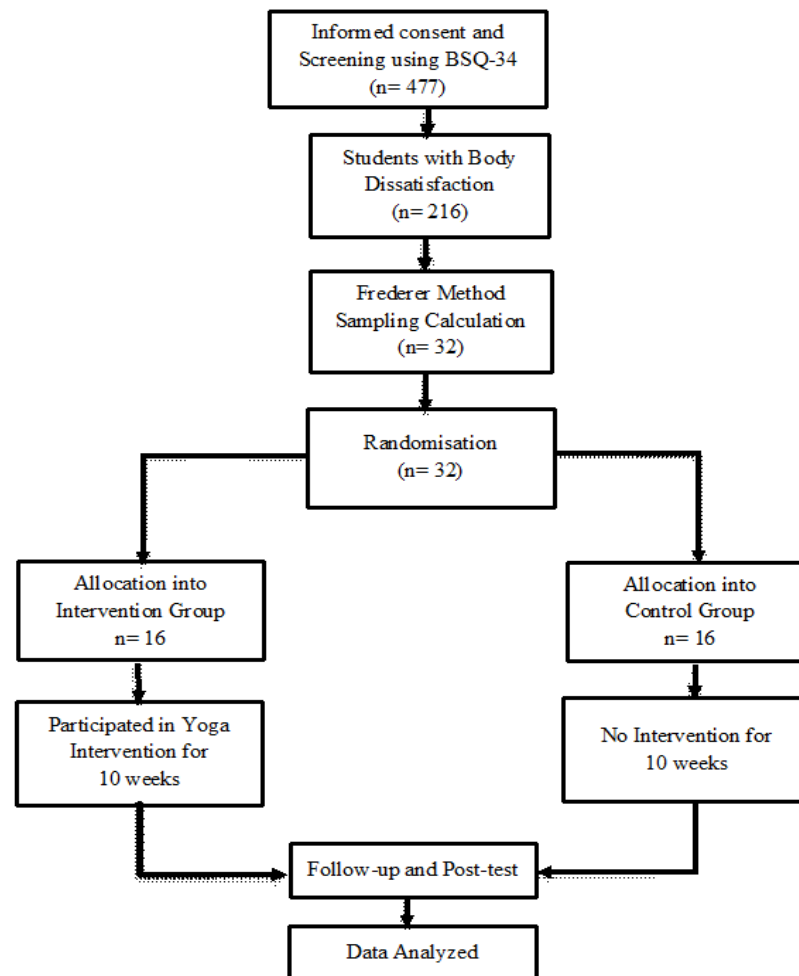 Informed consent and
Screening using BSQ-34
(n= 477)
Students with Body
Dissatisfaction
(n= 216)
Frederer Method
Sampling Calculation
(n= 32)
Randomisation
(n= 32)
Allocation into
Intervention Group
n= 16
Allocation into
Control Group
n= 16
Participated in Yoga
Intervention for
10 weeks
No Intervention for
10 weeks
Follow-up and Post-test
Data Analyzed